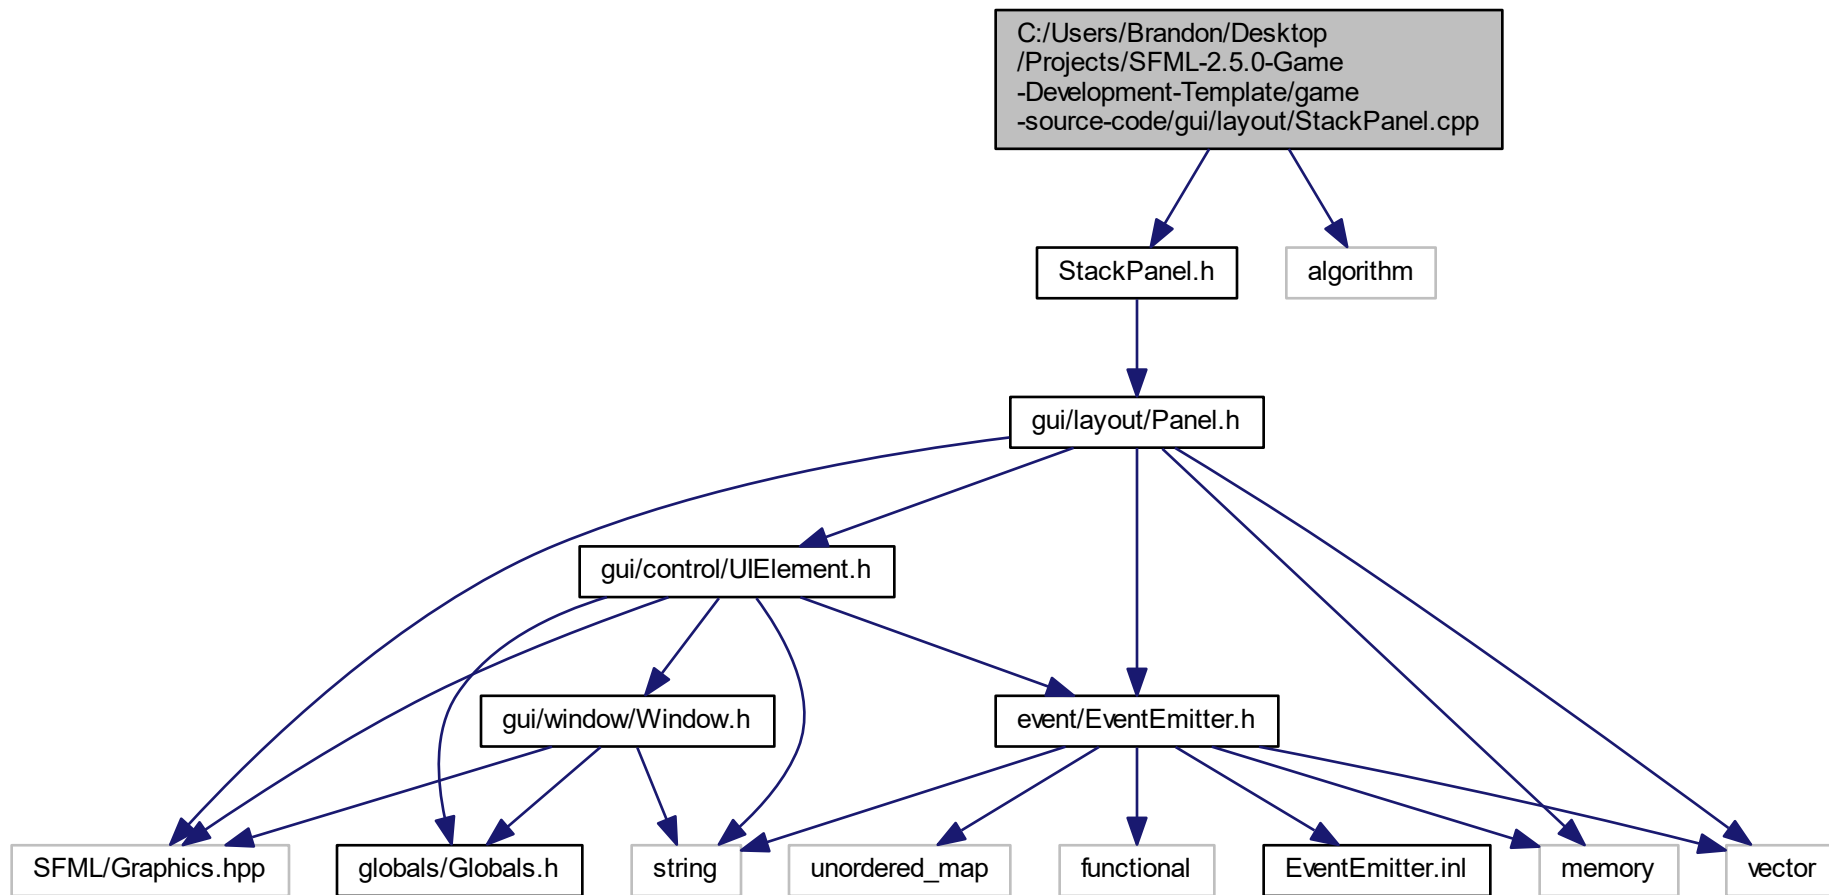 C:/Users/Brandon/Desktop
/Projects/SFML-2.5.0-Game
-Development-Template/game
-source-code/gui/layout/StackPanel.cpp
StackPanel.h
algorithm
gui/layout/Panel.h
gui/control/UIElement.h
gui/window/Window.h
event/EventEmitter.h
SFML/Graphics.hpp
globals/Globals.h
string
unordered_map
functional
EventEmitter.inl
memory
vector